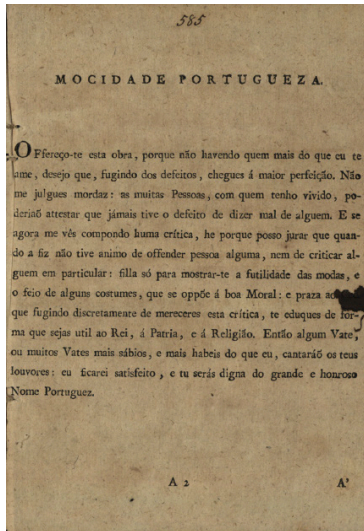 585
MOCIDADE PORTUGUEZA.
OFfereço-te esta obra, porque não havendo quem mais do que eu te
ame, desejo que, fugindo dos defeitos, chegues á maior perfeição. Não
me julgues mordaz: as muitas Pessoas, com quem tenho vivido, po-
deriaõ attestar que jámais tive o defeito de dizer mal de alguem. E se
agora me vês compondo huma crítica, he porque posso jurar que quan-
do a fiz não tive animo de offender pessoa alguma, nem de criticar al-
guem em particular: filla só para mostrar-te a futilidade das modas, e
o feio de alguns costumes, que se oppõe á boa Moral: e praza ao
que fugindo discretamente de mereceres esta crítica, te eduques de fór-
ma que sejas util ao Rei, á Patria, e á Religião. Então algum Vate,
ou muitos Vates mais sábios, e mais habeis do que eu, cantaráõ os teus
louvores: eu ficarei satisfeito, e tu serás digna do grande e honroso
Nome Portuguez.
A 2 A'